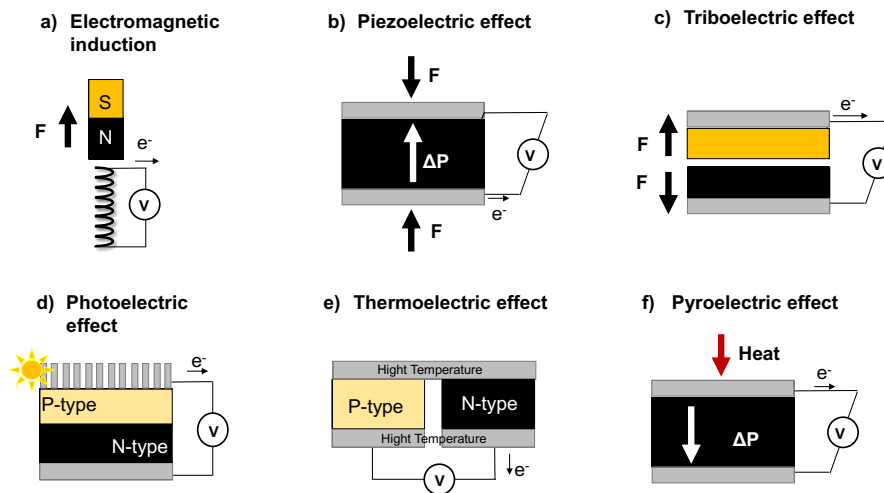 a) Electromagnetic
induction
S
N
F
e-
V
b) Piezoelectric effect
F
ΔP
V
e-
F
c) Triboelectric effect
e-
F
F
V
d) Photoelectric
effect
e-
P-type
N-type
V
e) Thermoelectric effect
Hight Temperature
P-type
N-type
Hight Temperature
V
e-
f) Pyroelectric effect
Heat
e-
ΔP
V